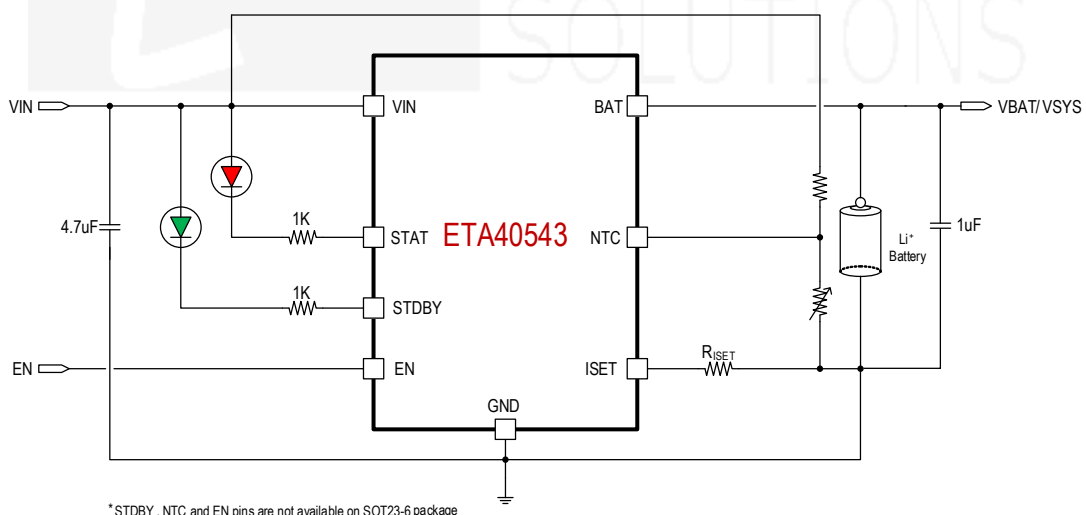 SOLUTIONS
VIN
VIN
BAT
VBAT/VSYS
4.7uF
1K
STAT
ETA40543
NTC
Li+
Battery
1uF
1K
STDBY
RISET
EN
EN
ISET
GND
*STDBY, NTC and EN pins are not available on SOT23-6 package